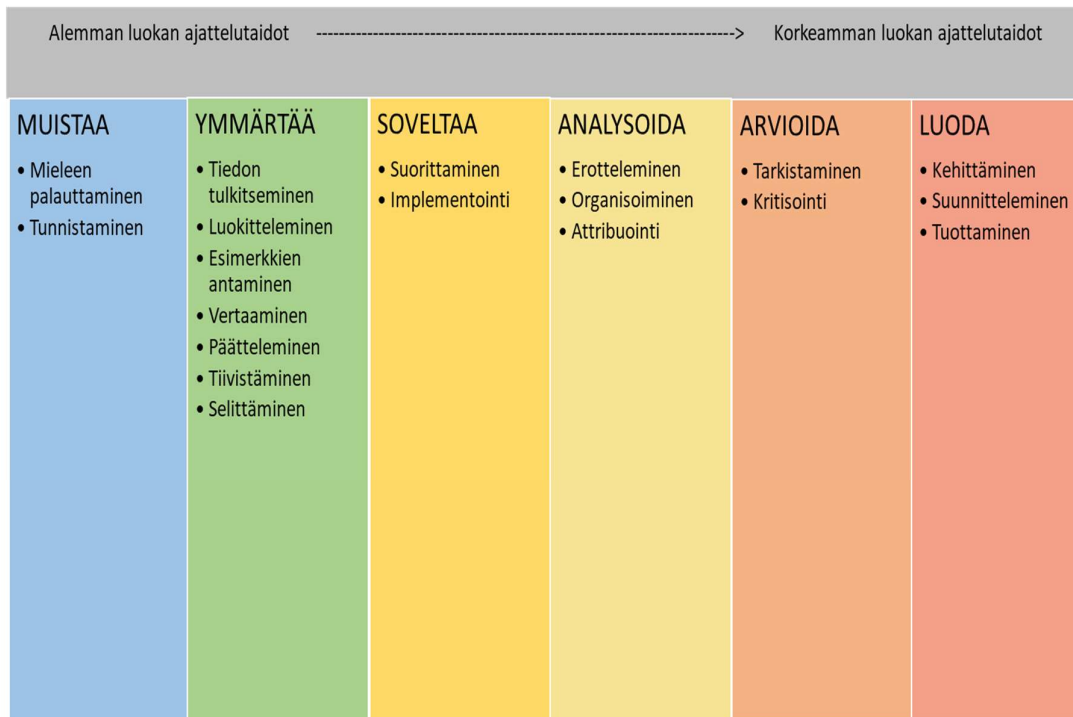 Alemman luokan ajattelutaidot --------------------------------------------------------------> Korkeamman luokan ajattelutaidot
MUISTAA
• Mieleen
palauttaminen
• Tunnistaminen
YMMÄRTÄÄ
• Tiedon
tulkitseminen
• Luokitteleminen
• Esimerkkien
antaminen
• Vertaaminen
• Päätteleminen
• Tiivistäminen
• Selittäminen
SOVELTAA
• Suorittaminen
• Implementointi
ANALYSOIDA
• Erotteleminen
• Organisoiminen
• Attribuointi
ARVIOIDA
• Tarkistaminen
• Kritisointi
LUODA
• Kehittäminen
• Suunnitteleminen
• Tuottaminen